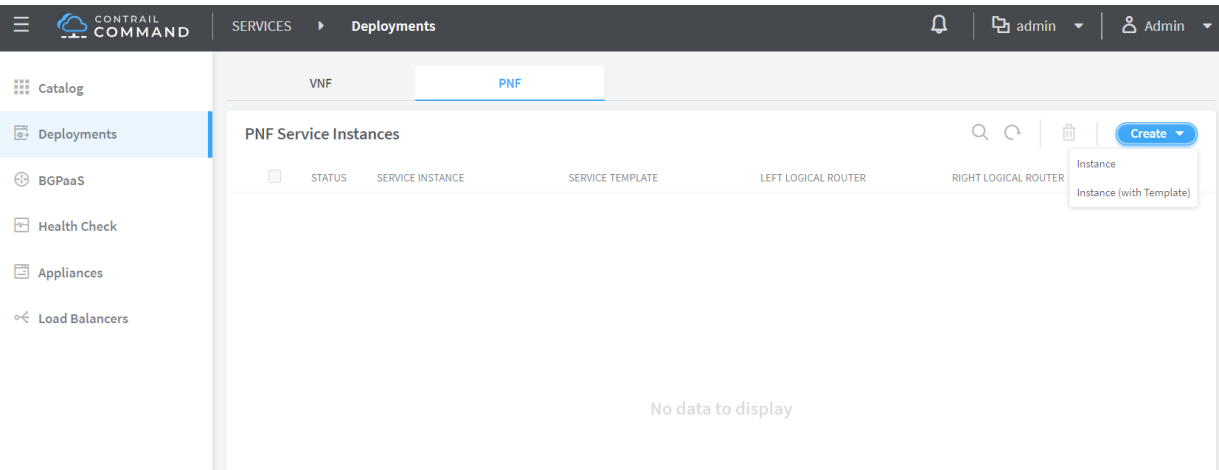 CONTRAIL
COMMAND
SERVICES
Deployments
admin
Admin
Catalog
Deployments
BGPaaS
Health Check
Appliances
Load Balancers
VNF
PNF
PNF Service Instances
Create
Instance
Instance (with Template)
STATUS
SERVICE INSTANCE
SERVICE TEMPLATE
LEFT LOGICAL ROUTER
RIGHT LOGICAL ROUTER
No data to display